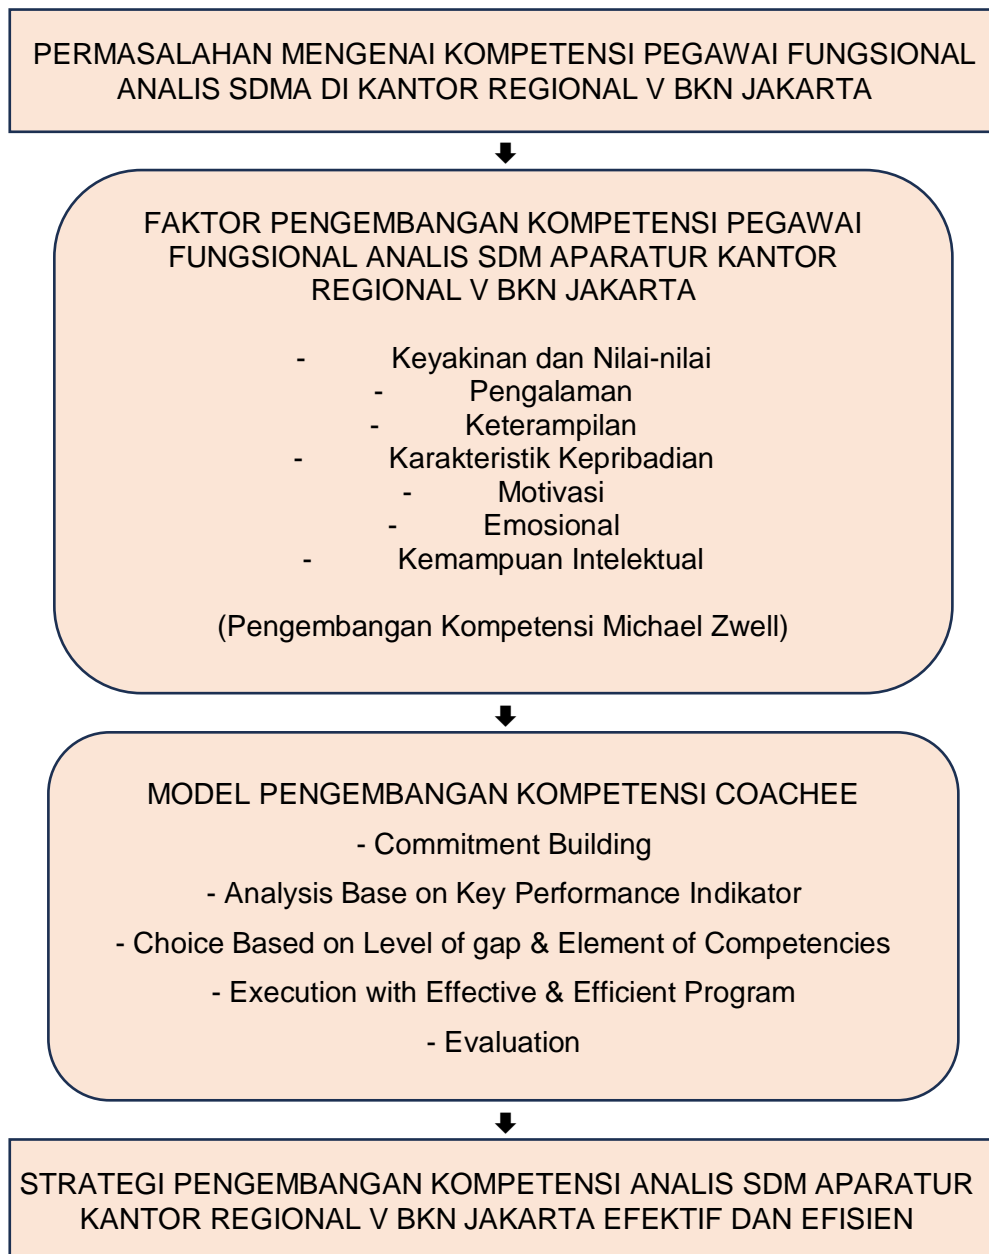 PERMASALAHAN MENGENAI KOMPETENSI PEGAWAI FUNGSIONAL
ANALIS SDMA DI KANTOR REGIONAL V BKN JAKARTA
FAKTOR PENGEMBANGAN KOMPETENSI PEGAWAI
FUNGSIONAL ANALIS SDM APARATUR KANTOR
REGIONAL V BKN JAKARTA
- Keyakinan dan Nilai-nilai
- Pengalaman
- Keterampilan
- Karakteristik Kepribadian
- Motivasi
- Emosional
- Kemampuan Intelektual
(Pengembangan Kompetensi Michael Zwell)
MODEL PENGEMBANGAN KOMPETENSI COACHEE
- Commitment Building
- Analysis Base on Key Performance Indikator
- Choice Based on Level of gap & Element of Competencies
- Execution with Effective & Efficient Program
- Evaluation
STRATEGI PENGEMBANGAN KOMPETENSI ANALIS SDM APARATUR
KANTOR REGIONAL V BKN JAKARTA EFEKTIF DAN EFISIEN